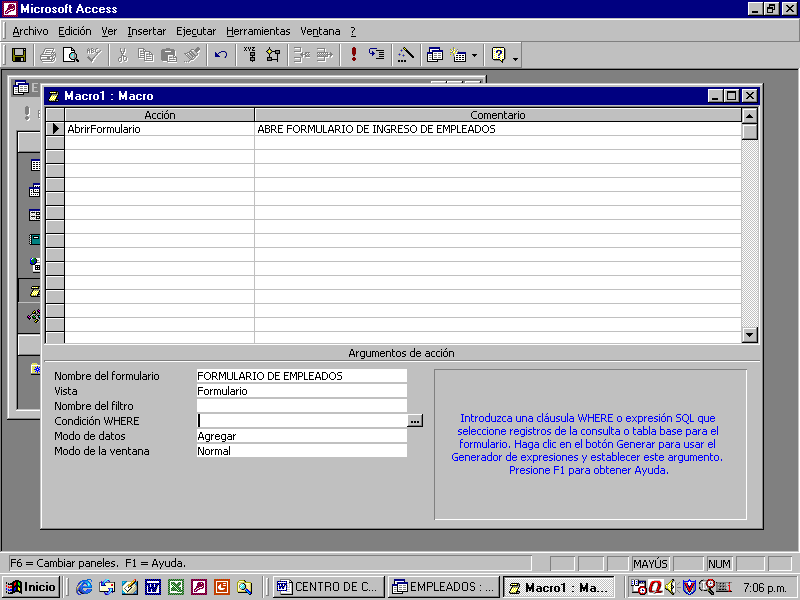 Microsoft Access
Archivo Edición Ver Insertar Ejecutar Herramientas Ventana ?
Macro1 : Macro
Acción Comentario
AbrirFormulario ABRE FORMULARIO DE INGRESO DE EMPLEADOS
Argumentos de acción
Nombre del formulario FORMULARIO DE EMPLEADOS
Vista Formulario
Nombre del filtro
Condición WHERE ...
Modo de datos Agregar
Modo de la ventana Normal
Introduzca una cláusula WHERE o expresión SQL que
seleccione registros de la consulta o tabla base para el
formulario. Haga clic en el botón Generar para usar el
Generador de expresiones y establecer este argumento.
Presione F1 para obtener Ayuda.
F6 = Cambiar paneles. F1 = Ayuda. MAYÚS NUM
Inicio CENTRO DE C... EMPLEADOS : ... Macro1 : Ma... 7:06 p.m.